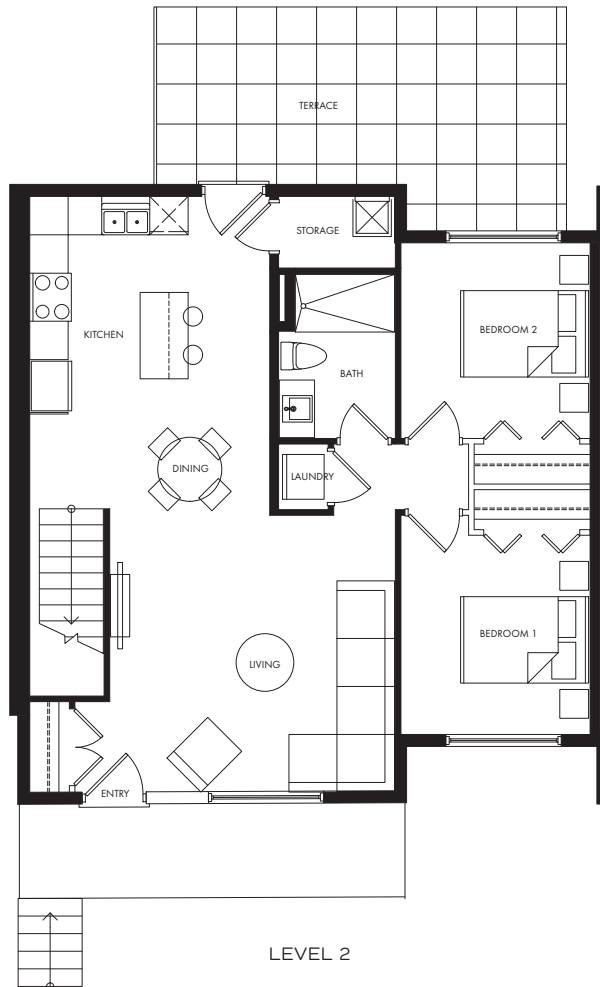 TERRACE
STORAGE
KITCHEN
BEDROOM 2
BATH
DINING
LAUNDRY
BEDROOM 1
LIVING
ENTRY
LEVEL 2